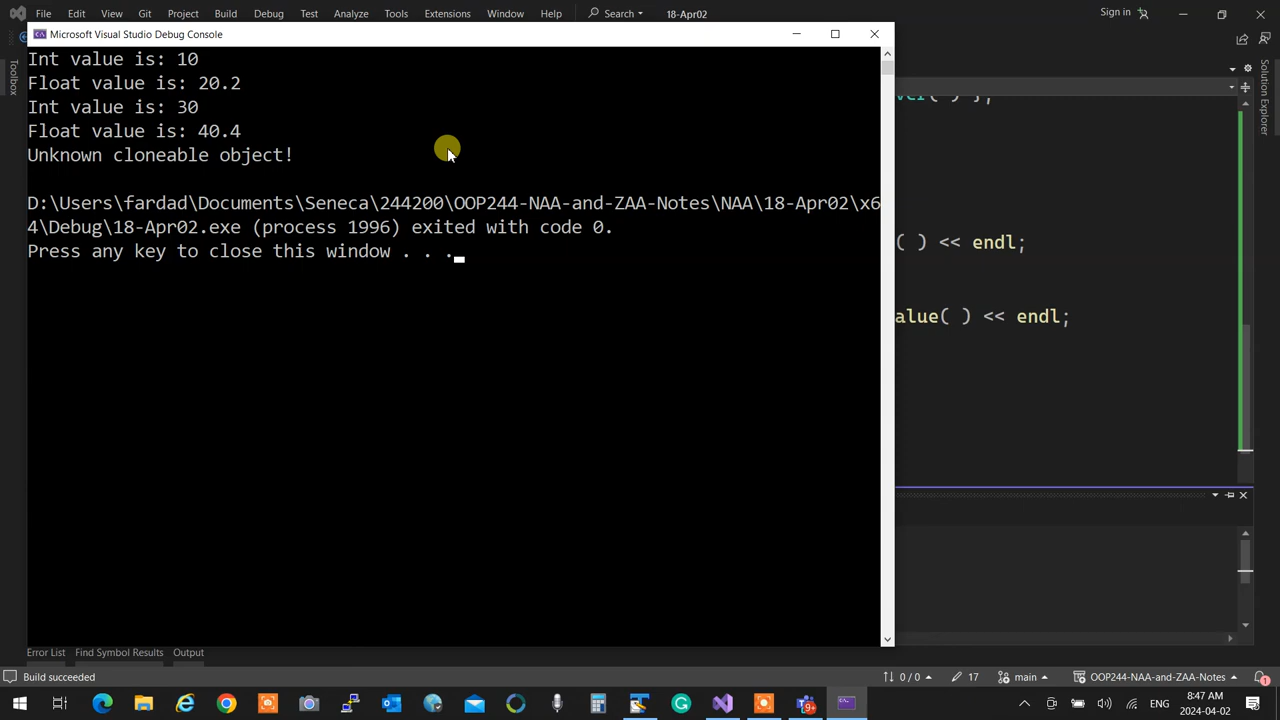 File Edit View Git Project Build Debug Test Analyze Tools Extensions Window Help Search 18-Apr02 Sign in
Microsoft Visual Studio Debug Console
Toolbox
Solution Explorer
Int value is: 10
Float value is: 20.2
Int value is: 30
Float value is: 40.4
Unknown cloneable object!
D:\Users\fardad\Documents\Seneca\244200\OOP244-NAA-and-ZAA-Notes\NAA\18-Apr02\x6
4\Debug\18-Apr02.exe (process 1996) exited with code 0.
Press any key to close this window . . .
( ) };
( ) << endl;
alue( ) << endl;
Error List Find Symbol Results Output
Build succeeded 0 / 0 17 main OOP244-NAA-and-ZAA-Notes 1
9+ ENG 8:47 AM
2024-04-02